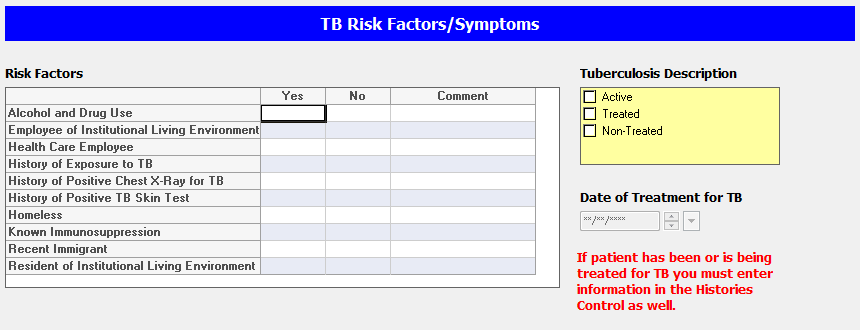 TB Risk Factors/Symptoms
Risk Factors
Yes No Comment
Alcohol and Drug Use
Employee of Institutional Living Environment
Health Care Employee
History of Exposure to TB
History of Positive Chest X-Ray for TB
History of Positive TB Skin Test
Homeless
Known Immunosuppression
Recent Immigrant
Resident of Institutional Living Environment
Tuberculosis Description
Active
Treated
Non-Treated
Date of Treatment for TB
**/**/****
If patient has been or is being
treated for TB you must enter
information in the Histories
Control as well.